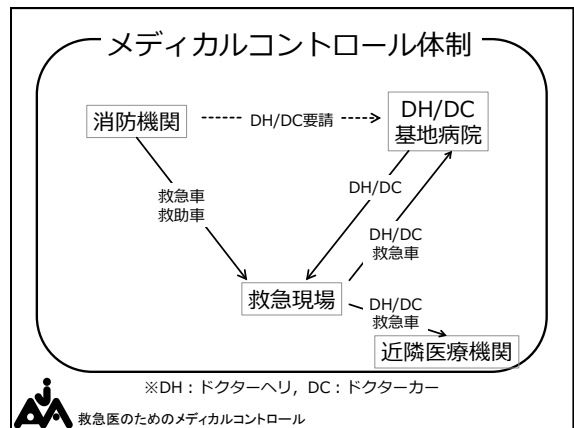 メディカルコントロール体制
消防機関
DH/DC要請
DH/DC
基地病院
救急車
救助車
DH/DC
DH/DC
救急車
救急現場
DH/DC
救急車
近隣医療機関
※DH：ドクターヘリ，DC：ドクターカー
救急医のためのメディカルコントロール